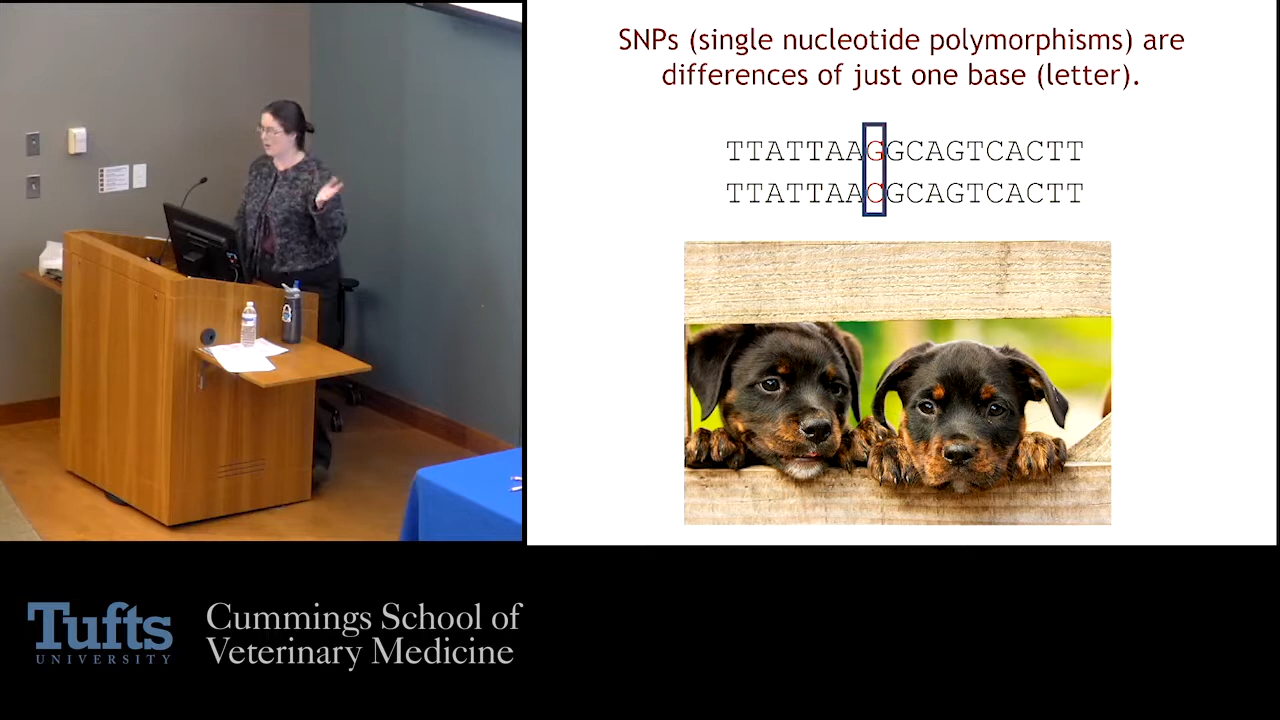 SNPs (single nucleotide polymorphisms) are
differences of just one base (letter).
TTATTAAGGCAGTCACTT
TTATTAACGCAGTCACTT
Tufts
UNIVERSITY
Cummings School of
Veterinary Medicine